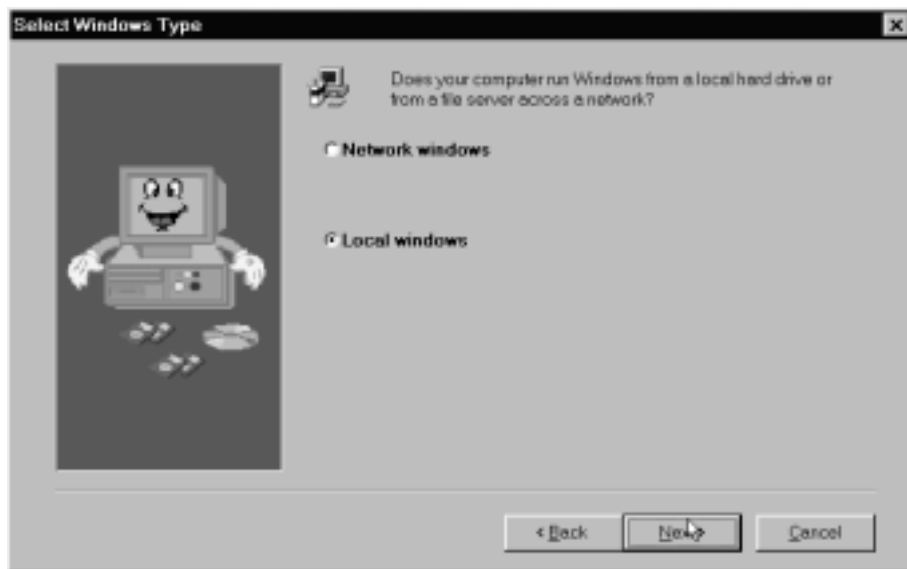 Select Windows Type
Does your computer run Windows from a local hard drive or
from a file server across a network?
Network windows
Local windows
< Back
Next >
Cancel